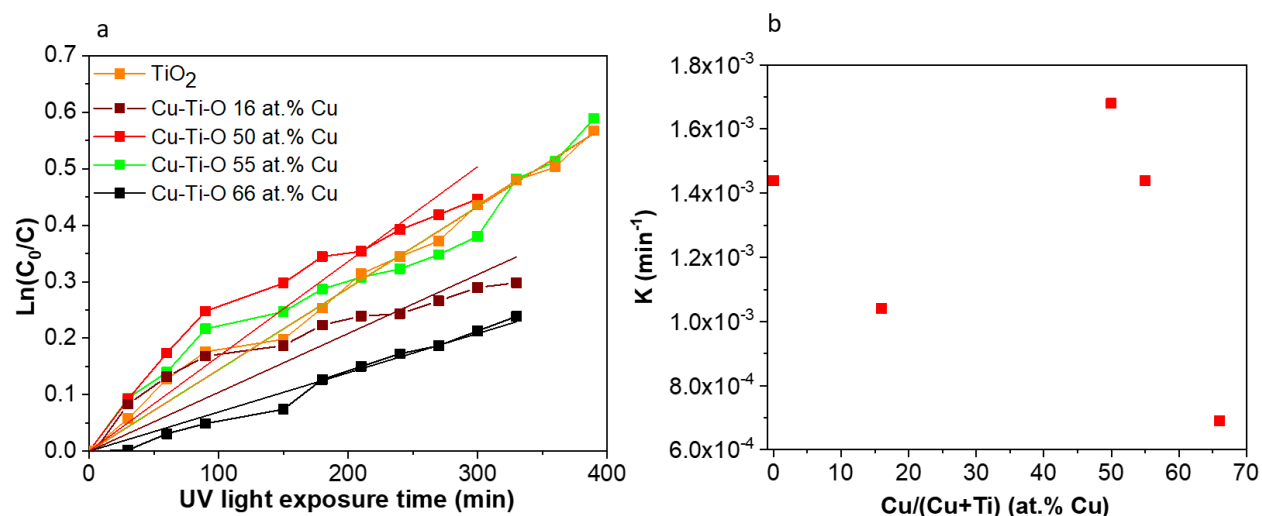 a
Ln(C0/C)
0.7
0.6
0.5
0.4
0.3
0.2
0.1
0.0
TiO2
Cu-Ti-O 16 at.% Cu
Cu-Ti-O 50 at.% Cu
Cu-Ti-O 55 at.% Cu
Cu-Ti-O 66 at.% Cu
0 100 200 300 400
UV light exposure time (min)
b
K (min-1)
1.8x10-3
1.6x10-3
1.4x10-3
1.2x10-3
1.0x10-3
8.0x10-4
6.0x10-4
0 10 20 30 40 50 60 70
Cu/(Cu+Ti) (at.% Cu)